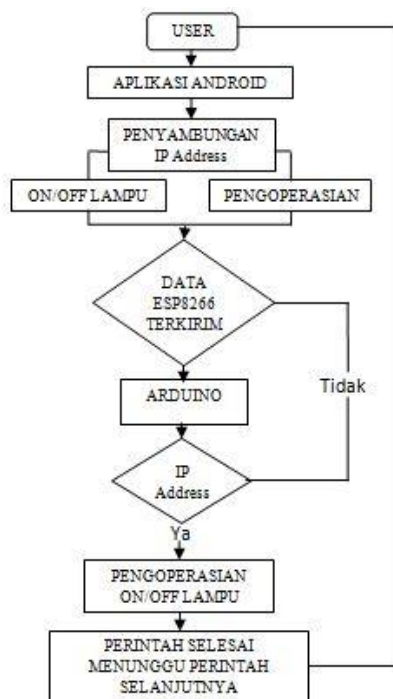 USER
APLIKASI ANDROID
PENYAMBUNGAN
IP Address
ON/OFF LAMPU
PENGOPERASIAN
DATA
ESP8266
TERKIRIM
Tidak
ARDUINO
IP
Address
Ya
PENGOPERASIAN
ON/OFF LAMPU
PERINTAH SELESAI
MENUNGGU PERINTAH
SELANJUTNYA